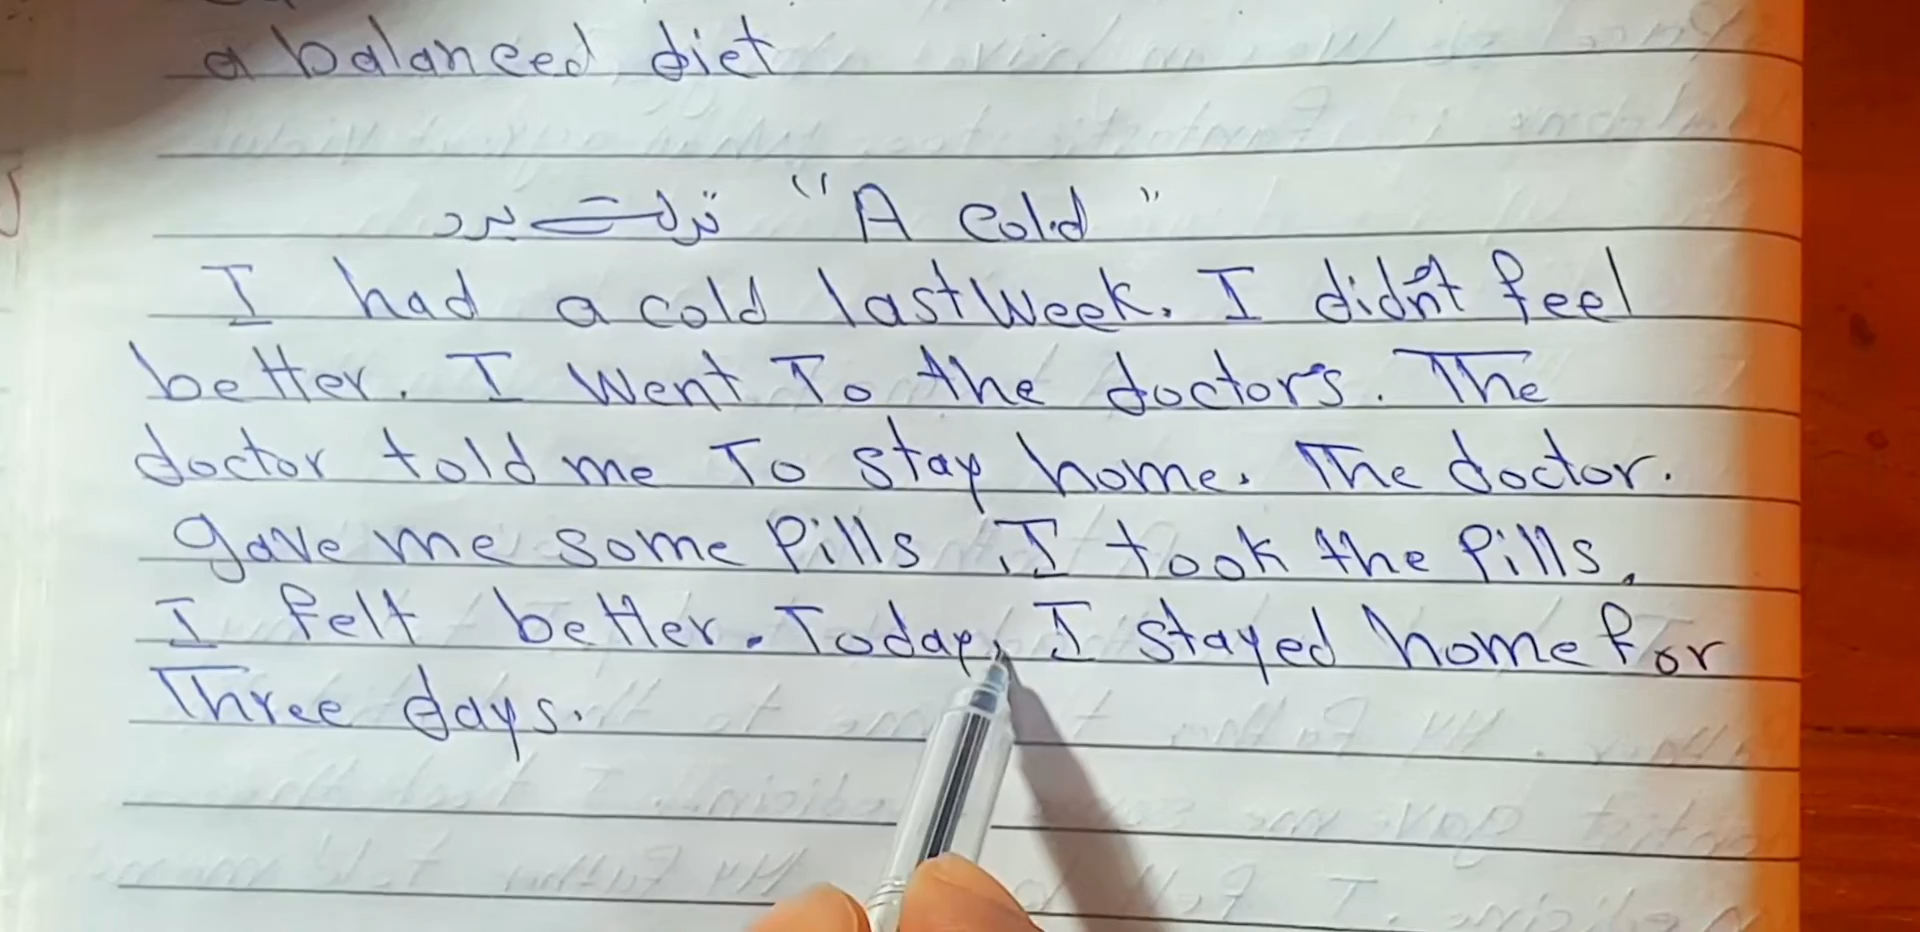 a balanced diet
"A cold" نزلت برد
I had a cold last week. I didn't feel
better. I went To the doctor's. The
doctor told me To stay home. The doctor.
gave me some Pills. I took the Pills.
I felt better. Today, I stayed home for
Three days.